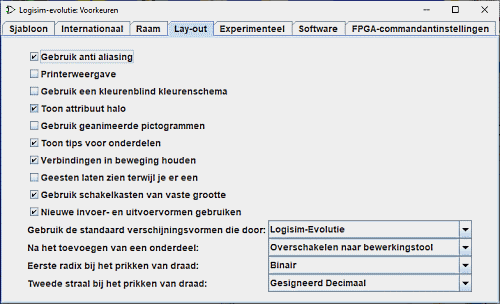 Logisim-evolutie: Voorkeuren
Sjabloon Internationaal Raam Lay-out Experimenteel Software FPGA-commandantinstellingen
Gebruik anti aliasing
Printerweergave
Gebruik een kleurenblind kleurenschema
Toon attribuut halo
Gebruik geanimeerde pictogrammen
Toon tips voor onderdelen
Verbindingen in beweging houden
Geesten laten zien terwijl je er een
Gebruik schakelkasten van vaste grootte
Nieuwe invoer- en uitvoervormen gebruiken
Gebruik de standaard verschijningsvormen die door: Logisim-Evolutie
Na het toevoegen van een onderdeel: Overschakelen naar bewerkingstool
Eerste radix bij het prikken van draad: Binair
Tweede straal bij het prikken van draad: Gesigneerd Decimaal